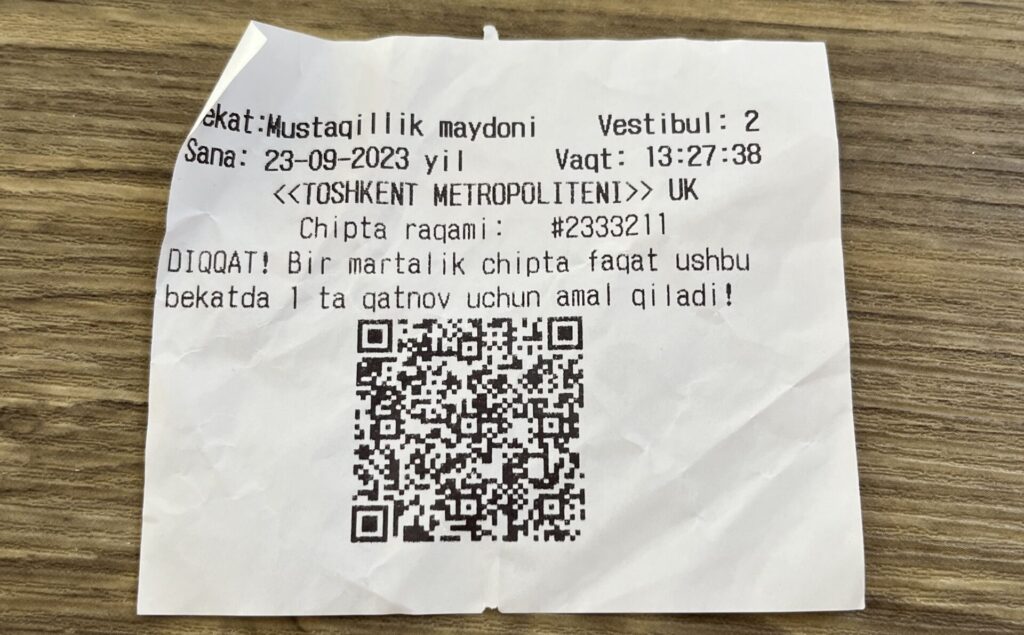 ekat:Mustaqillik maydoni Vestibul: 2
Sana: 23-09-2023 yil Vaqt: 13:27:38
<<TOSHKENT METROPOLITENI>> UK
Chipta raqami: #2333211
DIQQAT! Bir martalik chipta faqat ushbu
bekatda 1 ta qatnov uchun amal qiladi!